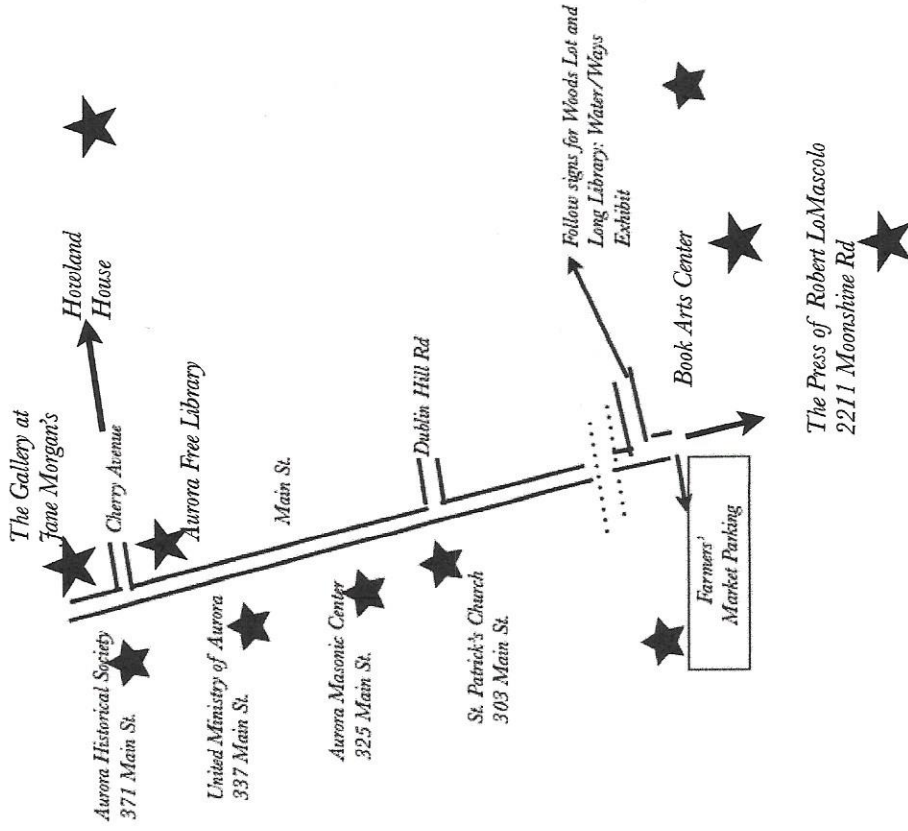 The Gallery at
Jane Morgan's
Howland
House
Cherry Avenue
Aurora Historical Society
371 Main St.
Aurora Free Library
United Ministry of Aurora
337 Main St.
Main St.
Aurora Masonic Center
325 Main St.
Dublin Hill Rd
St. Patrick's Church
303 Main St.
Follow signs for Woods Lot and
Long Library: Water/Ways
Exhibit
Book Arts Center
Farmers'
Market Parking
The Press of Robert LoMascolo
2211 Moonshine Rd